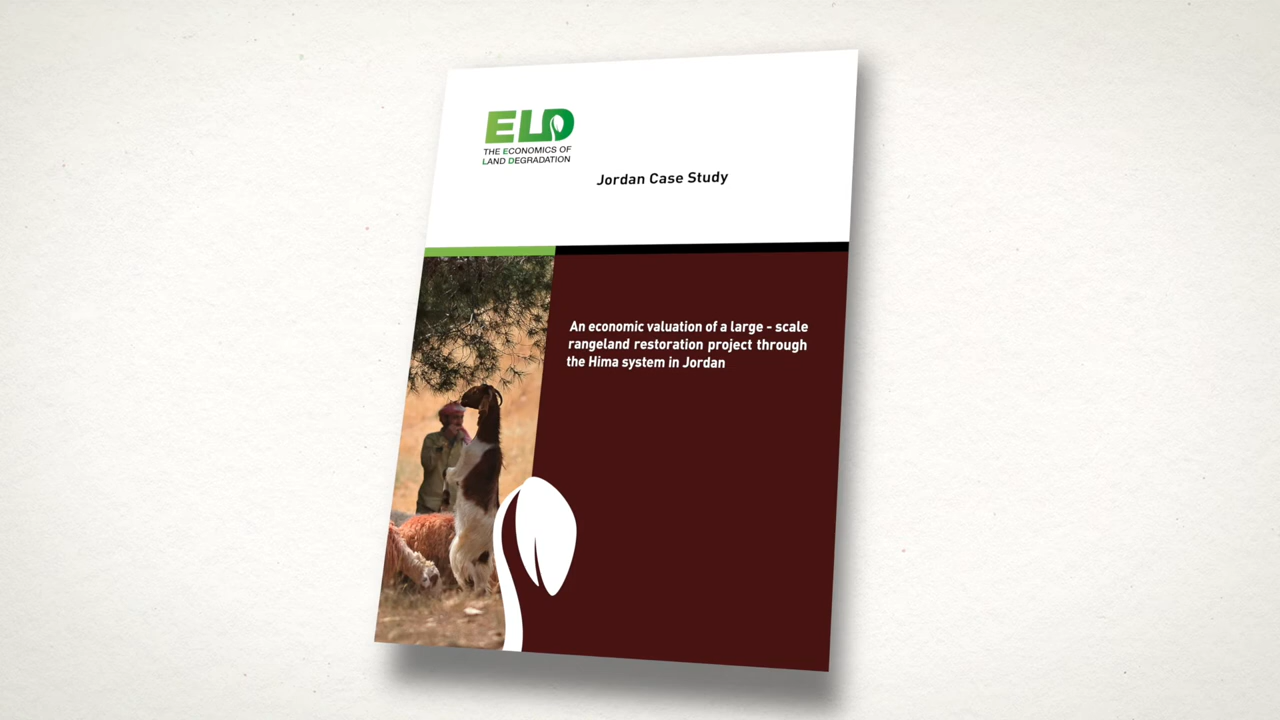 ELD
THE ECONOMICS OF
LAND DEGRADATION
Jordan Case Study
An economic valuation of a large - scale
rangeland restoration project through
the Hima system in Jordan